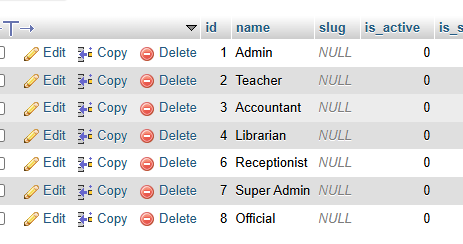 id name slug is_active is_s
Edit Copy Delete 1 Admin NULL 0
Edit Copy Delete 2 Teacher NULL 0
Edit Copy Delete 3 Accountant NULL 0
Edit Copy Delete 4 Librarian NULL 0
Edit Copy Delete 6 Receptionist NULL 0
Edit Copy Delete 7 Super Admin NULL 0
Edit Copy Delete 8 Official NULL 0